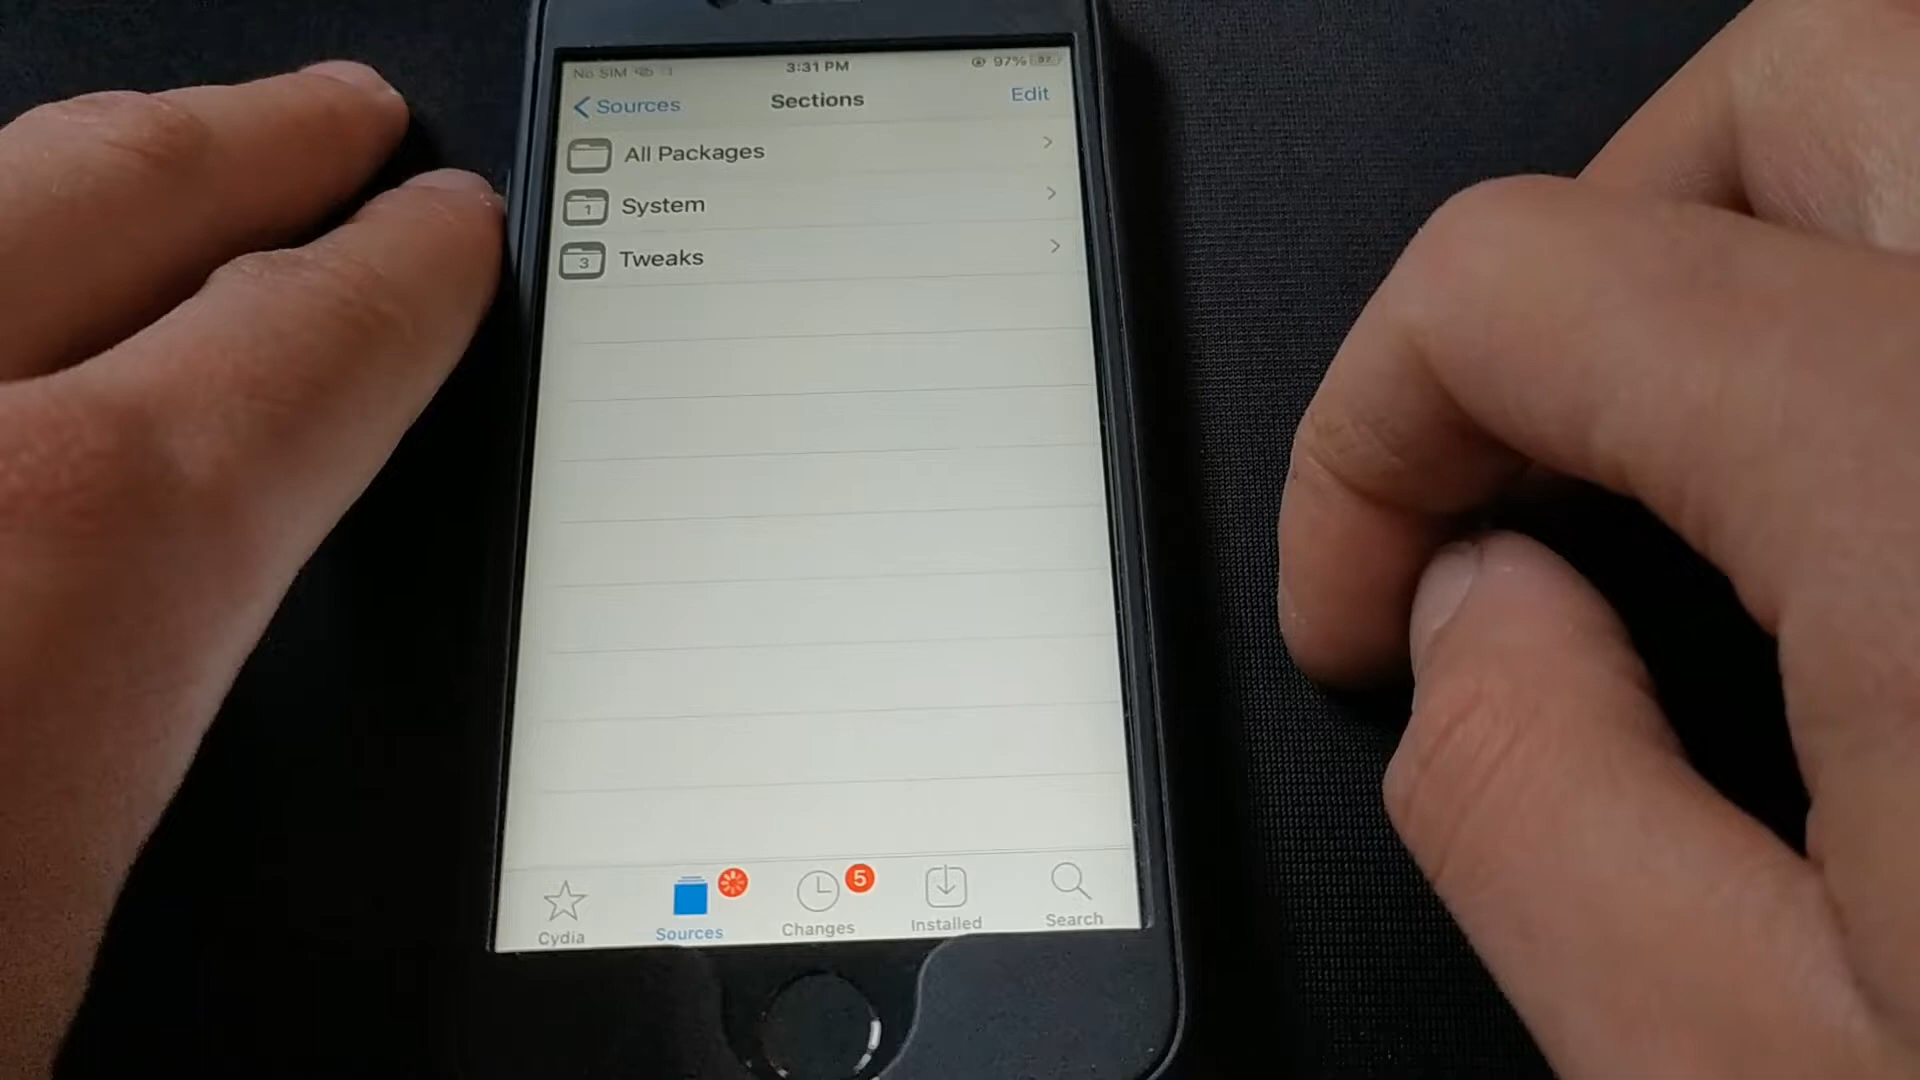 No SIM 3:31 PM 97%
Sources Sections Edit
All Packages
1 System
3 Tweaks
5
Cydia Sources Changes Installed Search